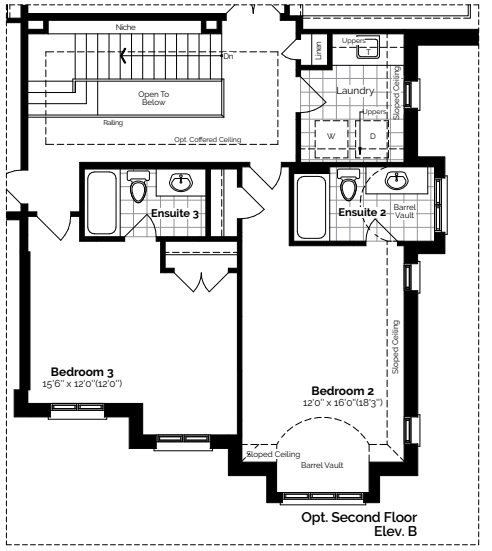 Niche
Dn
Open To
Below
Railing
Opt. Coffered Ceiling
Linen
Uppers
T
Laundry
Sloped Ceiling
Uppers
W
D
Ensuite 3
Ensuite 2
Barrel
Vault
Sloped Ceiling
Bedroom 3
15'6" x 12'0"(12'0")
Bedroom 2
12'0" x 16'0"(18'3")
Sloped Ceiling
Barrel Vault
Opt. Second Floor
Elev. B